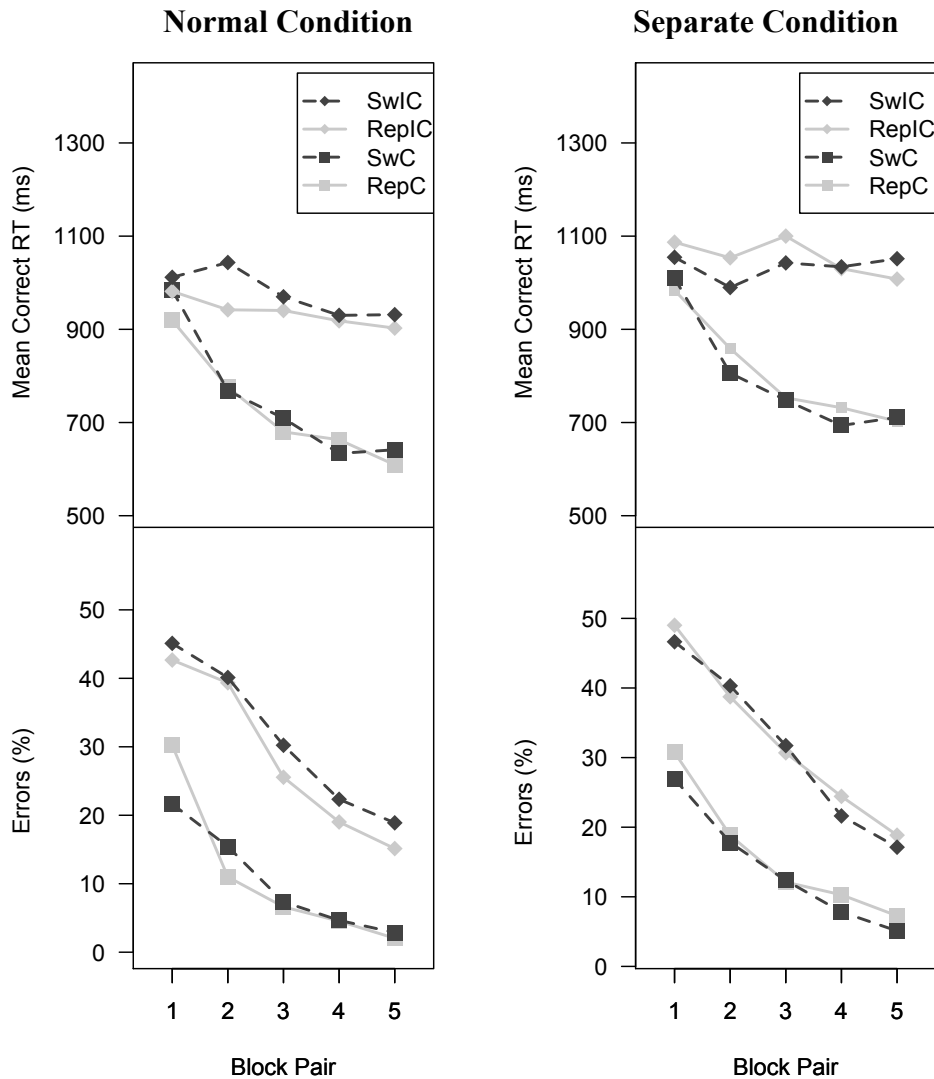 Normal Condition
Separate Condition
SwIC
RepIC
SwC
RepC
Mean Correct RT (ms)
1300
1100
900
700
500
Errors (%)
50
40
30
20
10
0
1 2 3 4 5
Block Pair
SwIC
RepIC
SwC
RepC
Mean Correct RT (ms)
1300
1100
900
700
500
Errors (%)
50
40
30
20
10
0
1 2 3 4 5
Block Pair